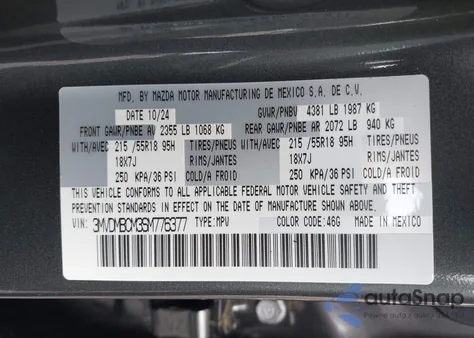 MFD. BY MAZDA MOTOR MANUFACTURING DE MEXICO S.A. DE C.V.
DATE 10/24 GVWR/PNBV 4381 LB 1987 KG
FRONT GAWR/PNBE AV 2355 LB 1068 KG REAR GAWR/PNBE AR 2072 LB 940 KG
WITH/AVEC 215 /55R18 95H TIRES/PNEUS WITH/AVEC 215 /55R18 95H TIRES/PNEUS
18X7J RIMS/JENTES 18X7J RIMS/JENTES
250 KPA/36 PSI COLD/A FROID 250 KPA/36 PSI COLD/A FROID
THIS VEHICLE CONFORMS TO ALL APPLICABLE FEDERAL MOTOR VEHICLE SAFETY AND THEFT
PREVENTION STANDARDS IN EFFECT ON THE DATE OF MANUFACTURE SHOWN ABOVE.
VIN: 3MVDMBCM3SM776377 TYPE: MPV COLOR CODE: 46G MADE IN MEXICO
autoSnap